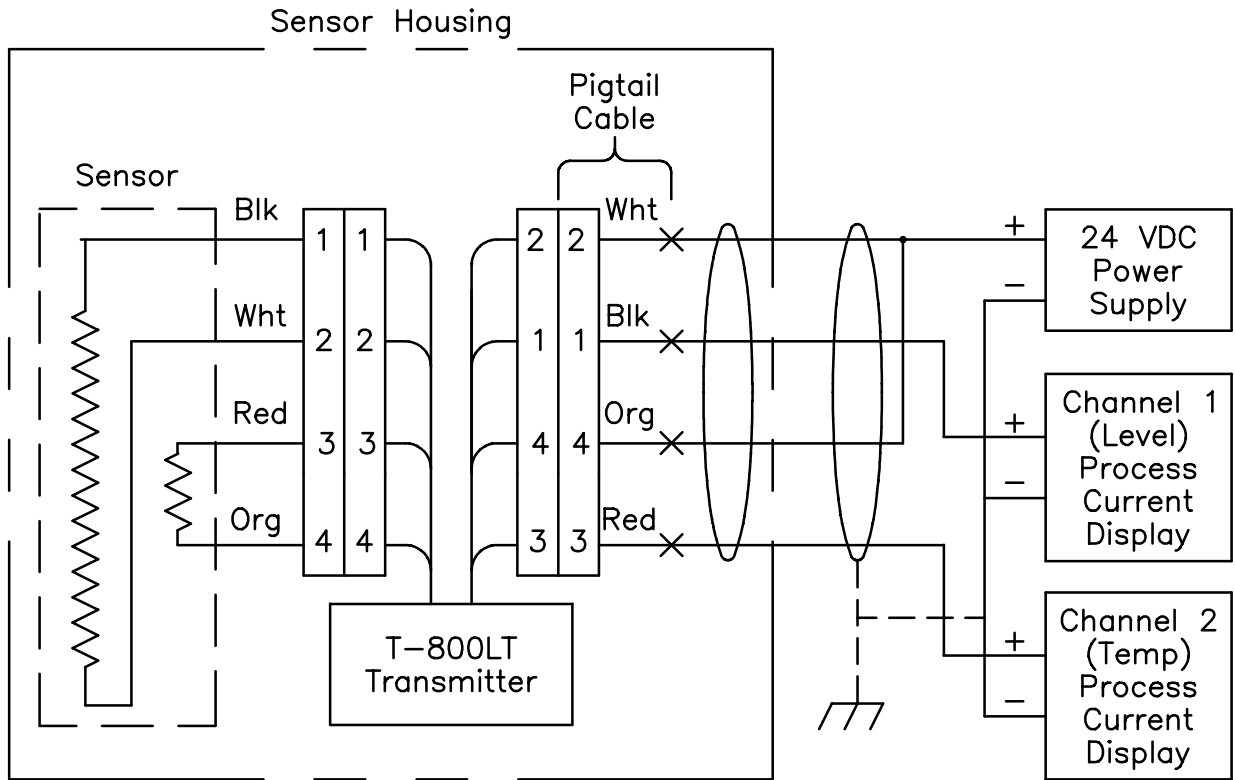 Sensor Housing
Pigtail
Cable
Sensor
Blk
1 1
Wht
2 2
Red
3 3
Org
4 4
Wht
2 2
Blk
1 1
Org
4 4
Red
3 3
T-800LT
Transmitter
+
24 VDC
Power
Supply
-
+
Channel 1
(Level)
Process
Current
Display
-
+
Channel 2
(Temp)
Process
Current
Display
-